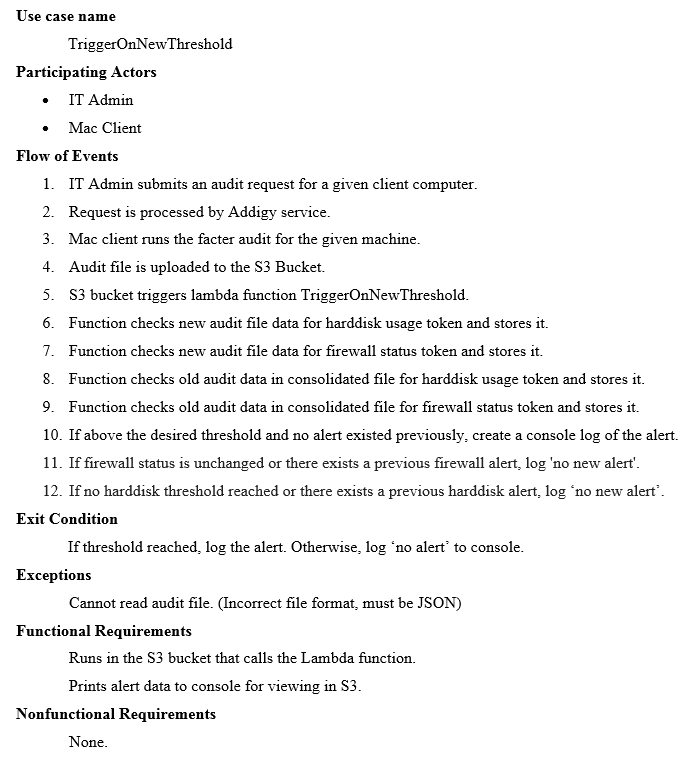 Use case name
TriggerOnNewThreshold
Participating Actors
• IT Admin
• Mac Client
Flow of Events
1. IT Admin submits an audit request for a given client computer.
2. Request is processed by Addigy service.
3. Mac client runs the facter audit for the given machine.
4. Audit file is uploaded to the S3 Bucket.
5. S3 bucket triggers lambda function TriggerOnNewThreshold.
6. Function checks new audit file data for harddisk usage token and stores it.
7. Function checks new audit file data for firewall status token and stores it.
8. Function checks old audit data in consolidated file for harddisk usage token and stores it.
9. Function checks old audit data in consolidated file for firewall status token and stores it.
10. If above the desired threshold and no alert existed previously, create a console log of the alert.
11. If firewall status is unchanged or there exists a previous firewall alert, log 'no new alert'.
12. If no harddisk threshold reached or there exists a previous harddisk alert, log ‘no new alert’.
Exit Condition
If threshold reached, log the alert. Otherwise, log ‘no alert’ to console.
Exceptions
Cannot read audit file. (Incorrect file format, must be JSON)
Functional Requirements
Runs in the S3 bucket that calls the Lambda function.
Prints alert data to console for viewing in S3.
Nonfunctional Requirements
None.